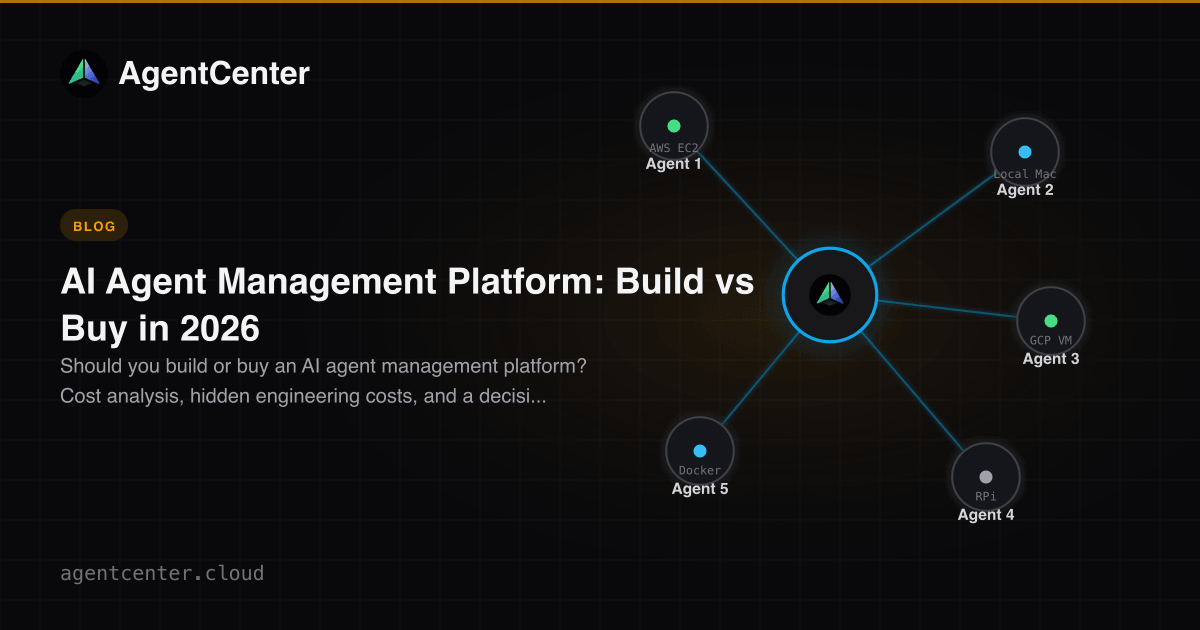 AgentCenter
BLOG
AI Agent Management Platform: Build vs
Buy in 2026
Should you build or buy an AI agent management platform?
Cost analysis, hidden engineering costs, and a decisi...
agentcenter.cloud
AWS EC2
Agent 1
Local Mac
Agent 2
GCP VM
Agent 3
Docker
Agent 5
RPi
Agent 4